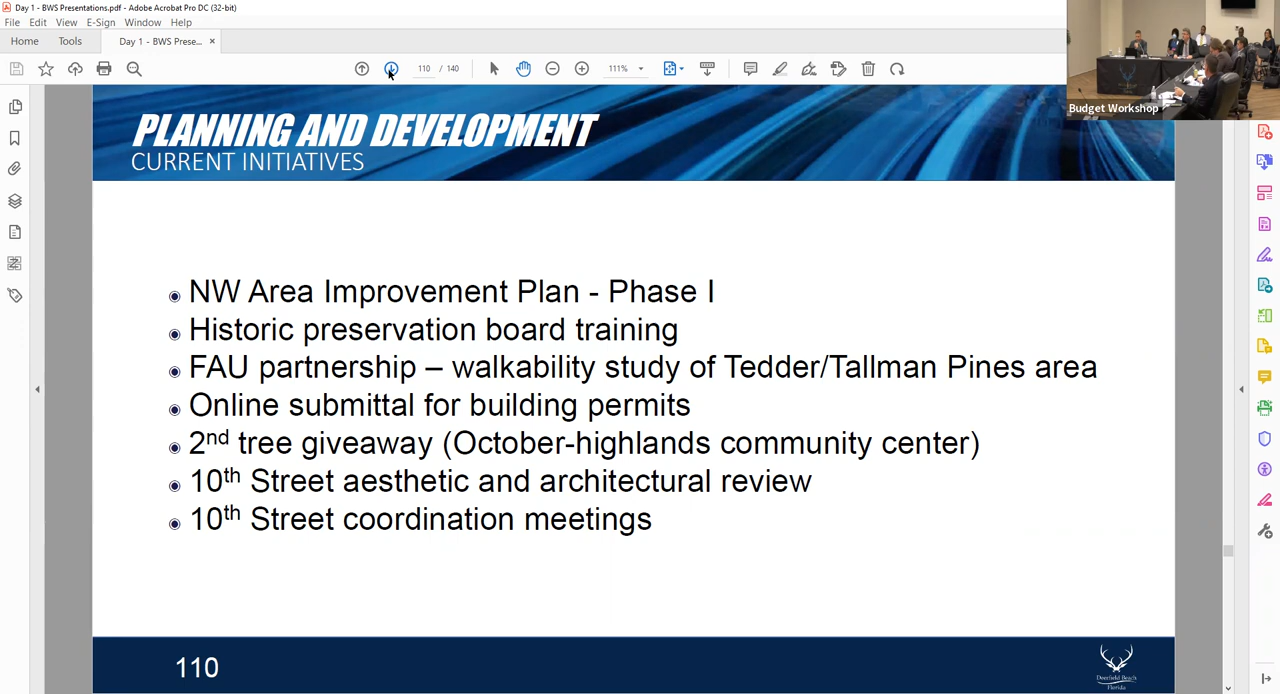 Day 1 - BWS Presentations.pdf - Adobe Acrobat Pro DC (32-bit)
File Edit View E-Sign Window Help
Home Tools Day 1 - BWS Prese... ×
110 / 140 111%
Budget Workshop
PLANNING AND DEVELOPMENT
CURRENT INITIATIVES
NW Area Improvement Plan - Phase I
Historic preservation board training
FAU partnership – walkability study of Tedder/Tallman Pines area
Online submittal for building permits
2nd tree giveaway (October-highlands community center)
10th Street aesthetic and architectural review
10th Street coordination meetings
110
Deerfield Beach
Florida